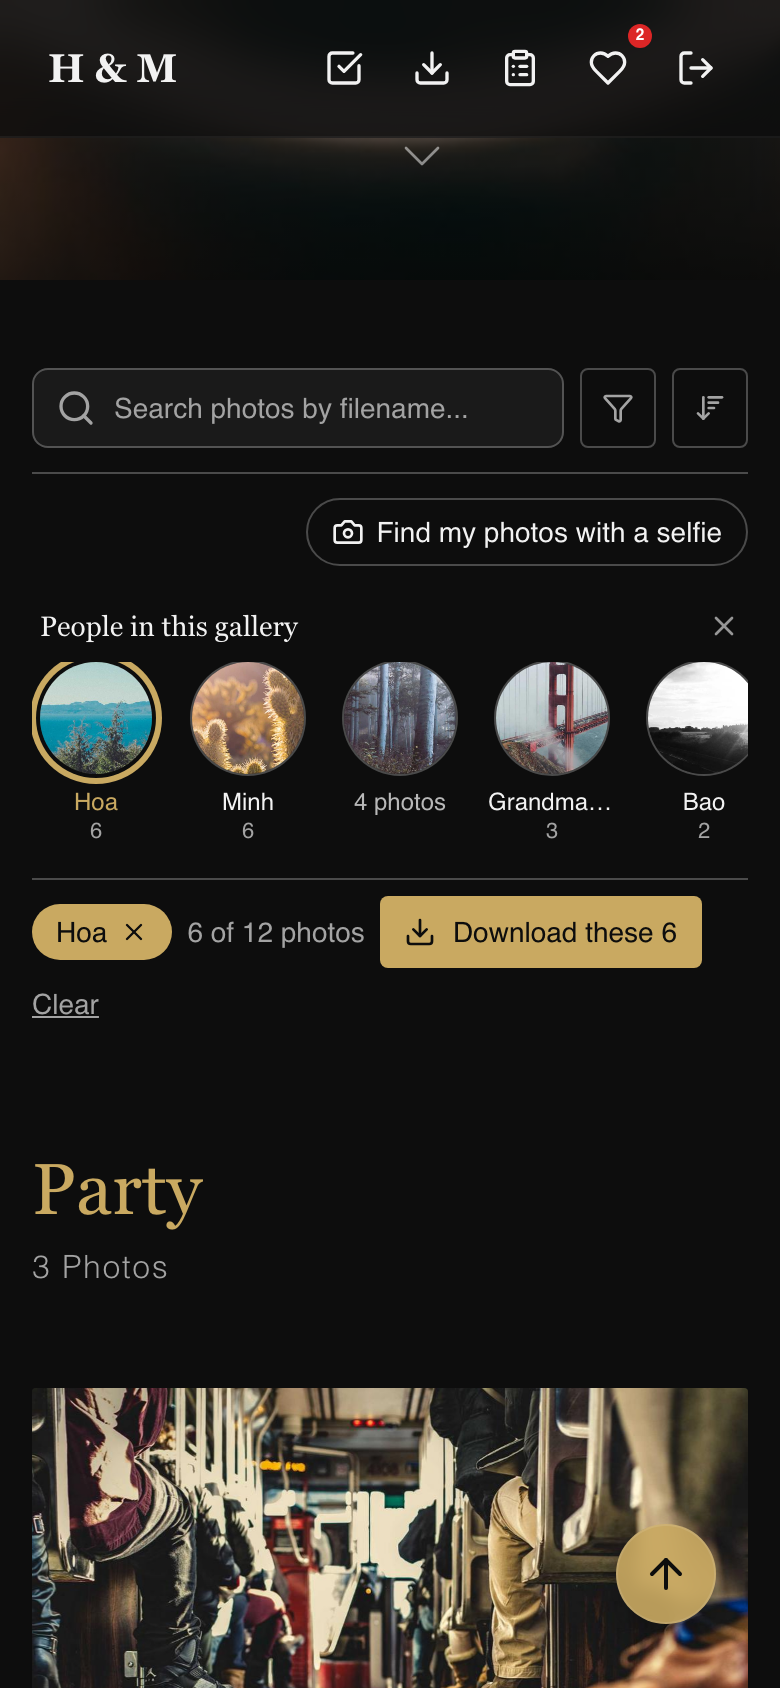 H & M
2
Search photos by filename...
Find my photos with a selfie
People in this gallery
Hoa
6
Minh
6
4 photos
Grandma...
3
Bao
2
Hoa
6 of 12 photos
Download these 6
Clear
Party
3 Photos